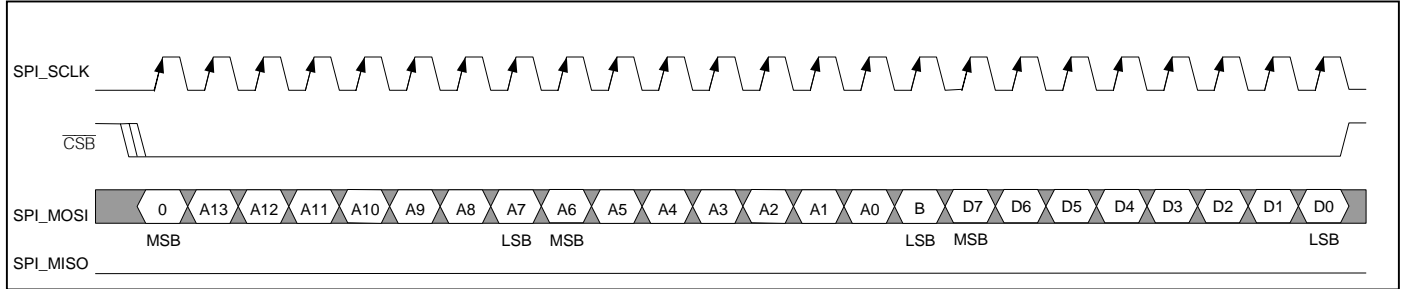 SPI_SCLK
CSB
SPI_MOSI 0 A13 A12 A11 A10 A9 A8 A7 A6 A5 A4 A3 A2 A1 A0 B D7 D6 D5 D4 D3 D2 D1 D0
MSB LSB MSB LSB MSB LSB
SPI_MISO